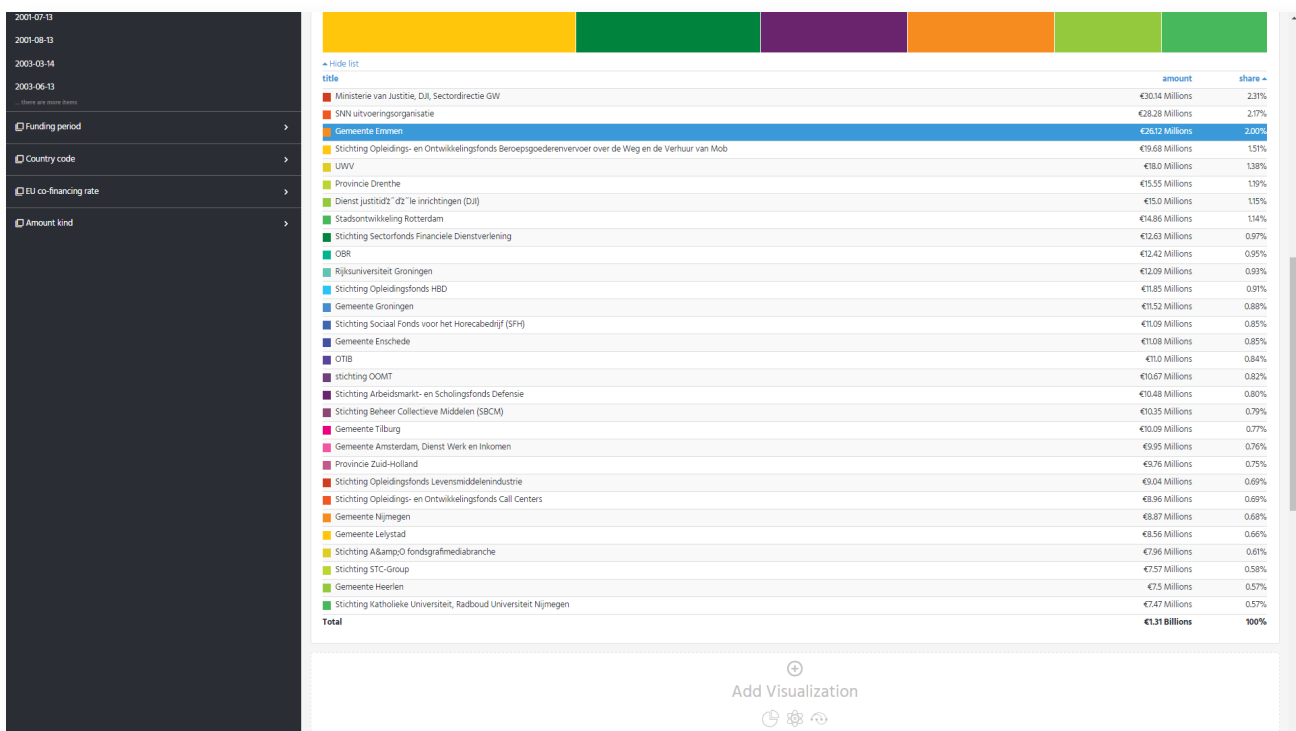 2001-07-13
2001-08-13
2003-03-14
2003-06-13
... there are more items
Funding period
Country code
EU co-financing rate
Amount kind
Hide list
title amount share
Ministerie van Justitie, DJI, Sectordirectie GW €30.14 Millions 2.31%
SNN uitvoeringsorganisatie €28.28 Millions 2.17%
Gemeente Emmen €26.12 Millions 2.00%
Stichting Opleidings- en Ontwikkelingsfonds Beroepsgoederenvervoer over de Weg en de Verhuur van Mob €19.68 Millions 1.51%
UWV €18.0 Millions 1.38%
Provincie Drenthe €15.55 Millions 1.19%
Dienst justitiďż˝ďż˝le inrichtingen (DJI) €15.0 Millions 1.15%
Stadsontwikkeling Rotterdam €14.86 Millions 1.14%
Stichting Sectorfonds Financiele Dienstverlening €12.63 Millions 0.97%
OBR €12.42 Millions 0.95%
Rijksuniversiteit Groningen €12.09 Millions 0.93%
Stichting Opleidingsfonds HBD €11.85 Millions 0.91%
Gemeente Groningen €11.52 Millions 0.88%
Stichting Sociaal Fonds voor het Horecabedrijf (SFH) €11.09 Millions 0.85%
Gemeente Enschede €11.08 Millions 0.85%
OTIB €11.0 Millions 0.84%
stichting OOMT €10.67 Millions 0.82%
Stichting Arbeidsmarkt- en Scholingsfonds Defensie €10.48 Millions 0.80%
Stichting Beheer Collectieve Middelen (SBCM) €10.35 Millions 0.79%
Gemeente Tilburg €10.09 Millions 0.77%
Gemeente Amsterdam, Dienst Werk en Inkomen €9.95 Millions 0.76%
Provincie Zuid-Holland €9.76 Millions 0.75%
Stichting Opleidingsfonds Levensmiddelenindustrie €9.04 Millions 0.69%
Stichting Opleidings- en Ontwikkelingsfonds Call Centers €8.96 Millions 0.69%
Gemeente Nijmegen €8.87 Millions 0.68%
Gemeente Lelystad €8.56 Millions 0.66%
Stichting A&amp;O fondsgrafimediabranche €7.96 Millions 0.61%
Stichting STC-Group €7.57 Millions 0.58%
Gemeente Heerlen €7.5 Millions 0.57%
Stichting Katholieke Universiteit, Radboud Universiteit Nijmegen €7.47 Millions 0.57%
Total €1.31 Billions 100%
Add Visualization